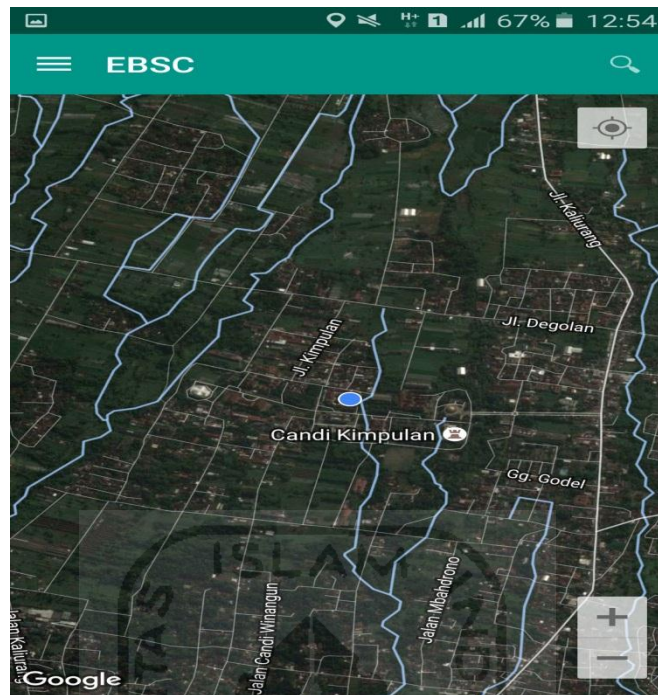 H+ 1 67% 12:54
EBSC
Jl. Kaliurang
Jl. Degolan
Jl. Kimpulan
Candi Kimpulan
Gg. Godel
ISLAM
Jalan Mbahdrono
Jalan Candi Winangun
Jalan Kaliurang
Google